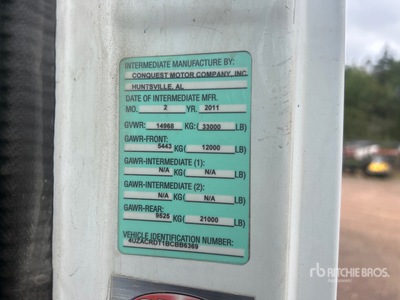 INTERMEDIATE MANUFACTURE BY:
CONQUEST MOTOR COMPANY, INC.
HUNTSVILLE, AL
DATE OF INTERMEDIATE MFR.
MO. 2 YR. 2011
GVWR: 14968 KG( 33000 LB)
GAWR-FRONT:
5443 KG( 12000 LB)
GAWR-INTERMEDIATE (1):
N/A KG( N/A LB)
GAWR-INTERMEDIATE (2):
N/A KG( N/A LB)
GAWR-REAR:
9525 KG( 21000 LB)
VEHICLE IDENTIFICATION NUMBER:
4UZACRDT1BCBB6369
rb RITCHIE BROS.